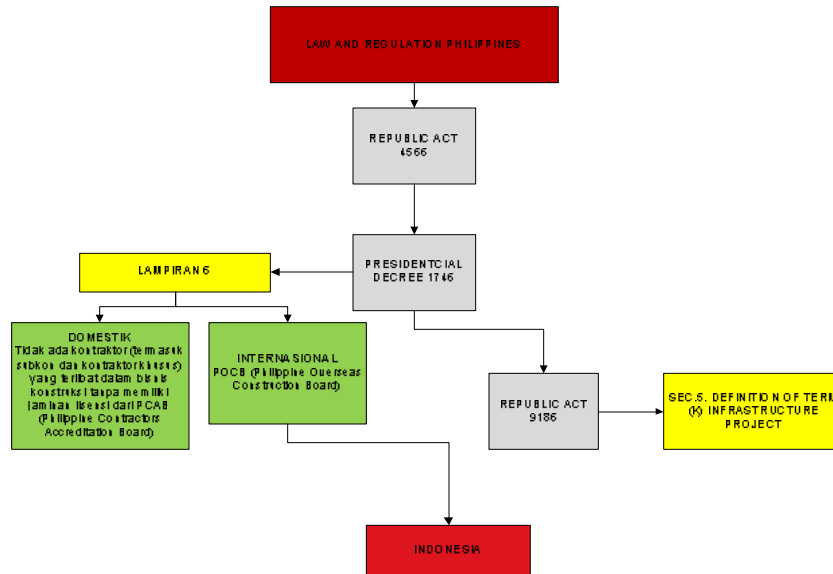 LAW AND REGULATION PHILIPPINES
REPUBLIC ACT
4566
PRESIDENTCIAL
DECREE 1746
LAMPIRAN 6
DOMESTIK
Tidak ada kontraktor (termasuk
subkon dan kontraktor khusus)
yang terlibat dalam bisnis
konstruksi tanpa memiliki
jaminan lisensi dari PCAB
(Philippine Contractors
Accreditation Board)
INTERNASIONAL
POCB (Philippine Overseas
Construction Board)
REPUBLIC ACT
9186
SEC.5. DEFINITION OF TERM
(K) INFRASTRUCTURE
PROJECT
INDONESIA